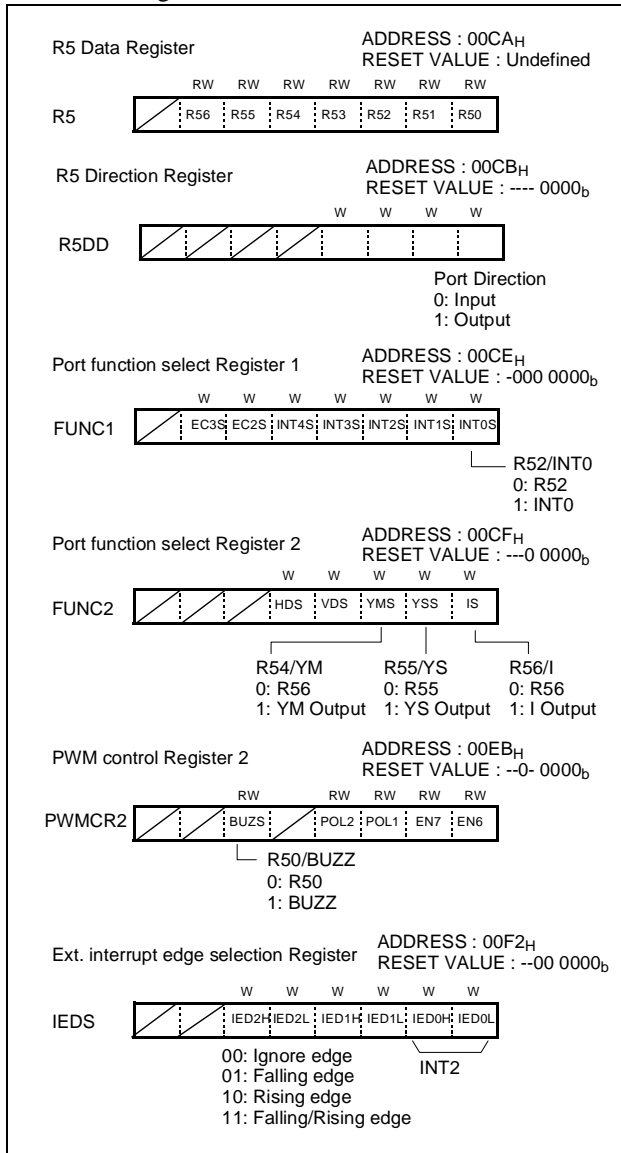 R5 Data Register
ADDRESS : 00CAH
RESET VALUE : Undefined
RW RW RW RW RW RW RW
R5
R56 R55 R54 R53 R52 R51 R50
R5 Direction Register
ADDRESS : 00CBH
RESET VALUE : ---- 0000b
W W W W
R5DD
Port Direction
0: Input
1: Output
Port function select Register 1
ADDRESS : 00CEH
RESET VALUE : -000 0000b
W W W W W W W
FUNC1
EC3S EC2S INT4S INT3S INT2S INT1S INT0S
R52/INT0
0: R52
1: INT0
Port function select Register 2
ADDRESS : 00CFH
RESET VALUE : ---0 0000b
W W W W W
FUNC2
HDS VDS YMS YSS IS
R54/YM R55/YS R56/I
0: R56 0: R55 0: R56
1: YM Output 1: YS Output 1: I Output
PWM control Register 2
ADDRESS : 00EBH
RESET VALUE : --0- 0000b
RW RW RW RW RW
PWMCR2
BUZS POL2 POL1 EN7 EN6
R50/BUZZ
0: R50
1: BUZZ
Ext. interrupt edge selection Register
ADDRESS : 00F2H
RESET VALUE : --00 0000b
W W W W W W
IEDS
IED2H IED2L IED1H IED1L IED0H IED0L
INT2
00: Ignore edge
01: Falling edge
10: Rising edge
11: Falling/Rising edge